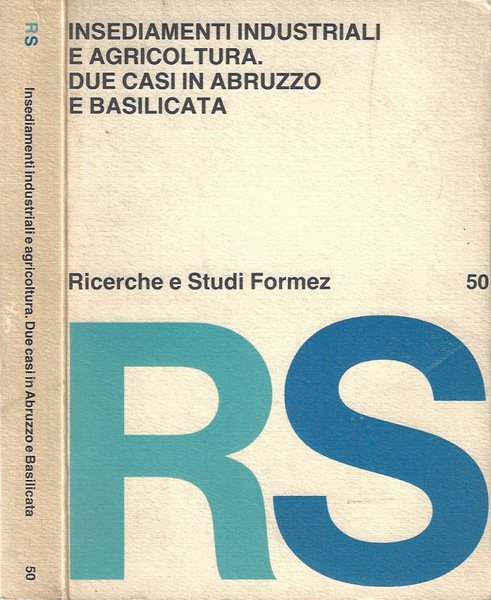 RS
Insediamenti industriali e agricoltura. Due casi in Abruzzo e Basilicata
50
INSEDIAMENTI INDUSTRIALI
E AGRICOLTURA.
DUE CASI IN ABRUZZO
E BASILICATA
Ricerche e Studi Formez 50
RS